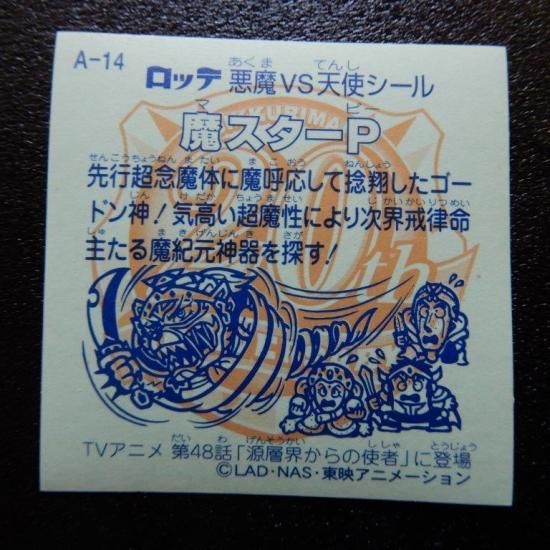 A-14
ロッテ 悪魔VS天使シール
魔スターP
先行超念魔体に魔呼応して捻翔したゴー
ドン神!気高い超魔性により次界戒律命
主たる魔紀元神器を探す!
TVアニメ 第48話「源層界からの使者」に登場
©LAD・NAS・東映アニメーション